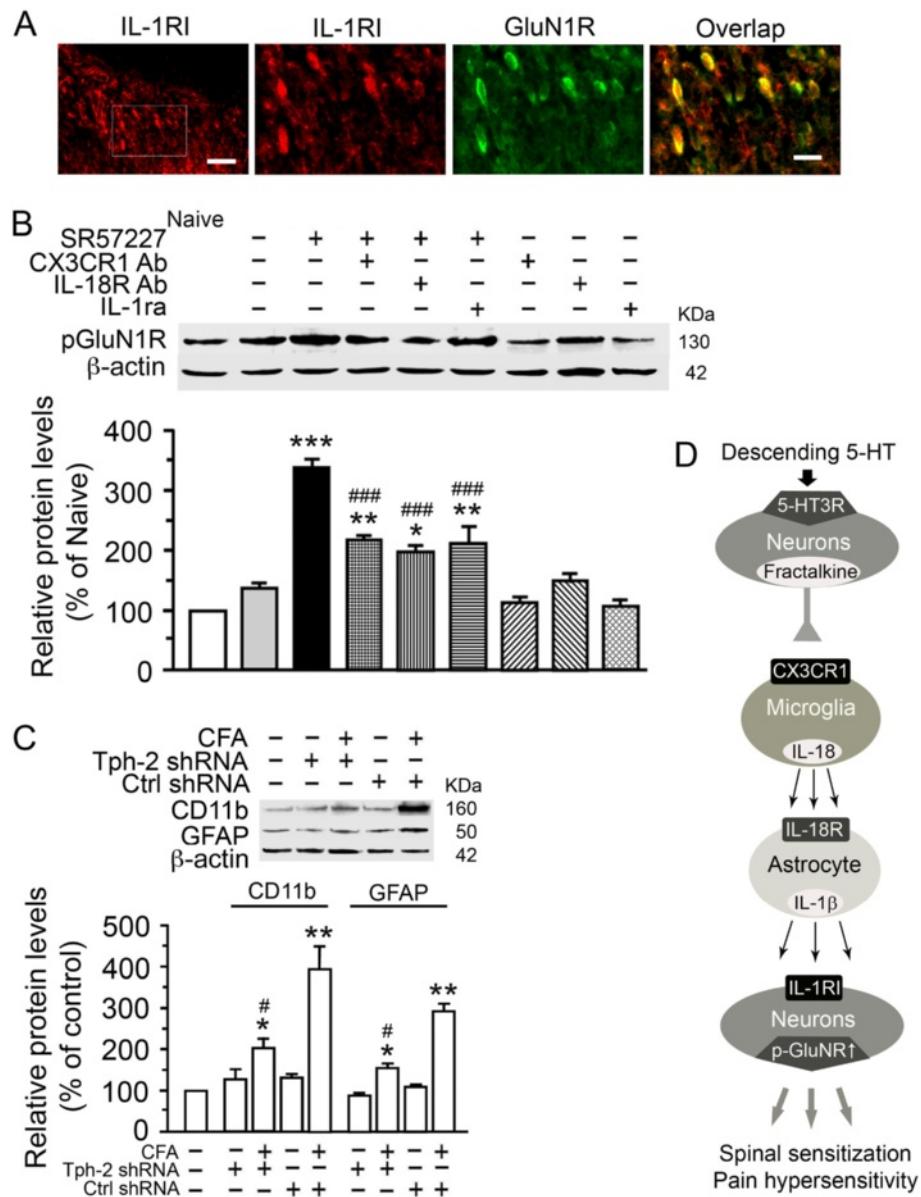 A
IL-1RI IL-1RI GluN1R Overlap
B
Naive
SR57227 − + + + + − − −
CX3CR1 Ab − − + − − + − −
IL-18R Ab − − − + − − + −
IL-1ra − − − − + − − +
KDa
pGluN1R 130
β-actin 42
Relative protein levels
(% of Naive)
400
300
200
100
0
***
###
**
###
*
###
**
C
CFA − − + − +
Tph-2 shRNA − + + − −
Ctrl shRNA − − − + +
KDa
CD11b 160
GFAP 50
β-actin 42
CD11b GFAP
Relative protein levels
(% of control)
500
400
300
200
100
0
#
*
**
#
*
**
CFA − − + − + − + − +
Tph-2 shRNA − + + − − + + − −
Ctrl shRNA − − − + + − − + +
D
Descending 5-HT
5-HT3R
Neurons
Fractalkine
CX3CR1
Microglia
IL-18
IL-18R
Astrocyte
IL-1β
IL-1RI
Neurons
p-GluNR↑
Spinal sensitization
Pain hypersensitivity